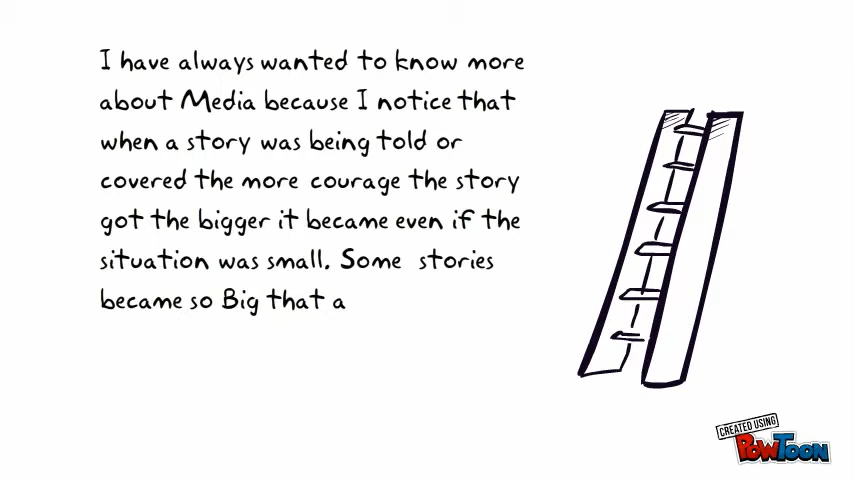 I have always wanted to know more
about Media because I notice that
when a story was being told or
covered the more courage the story
got the bigger it became even if the
situation was small. Some stories
became so Big that a
CREATED USING
POWTOON